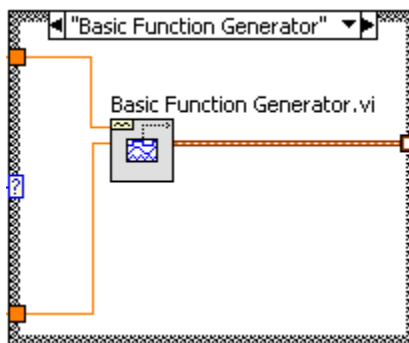 "Basic Function Generator"
Basic Function Generator.vi
?